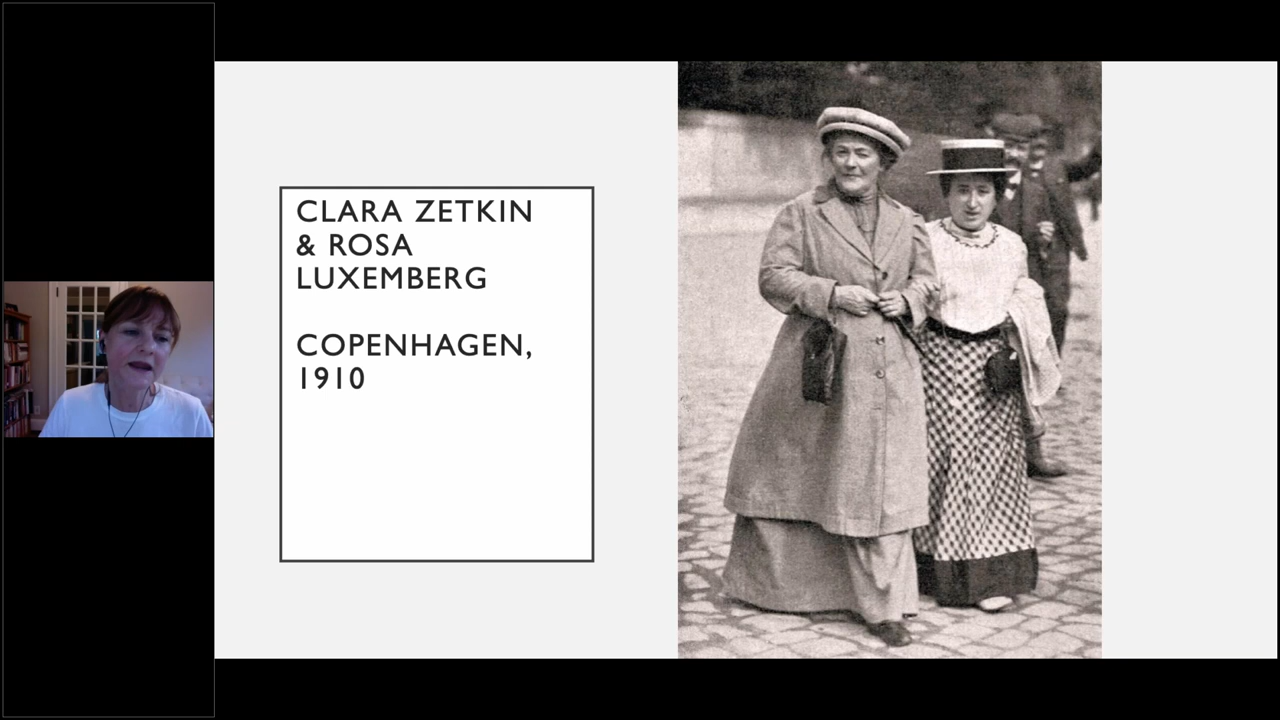 CLARA ZETKIN
& ROSA
LUXEMBERG
COPENHAGEN,
1910